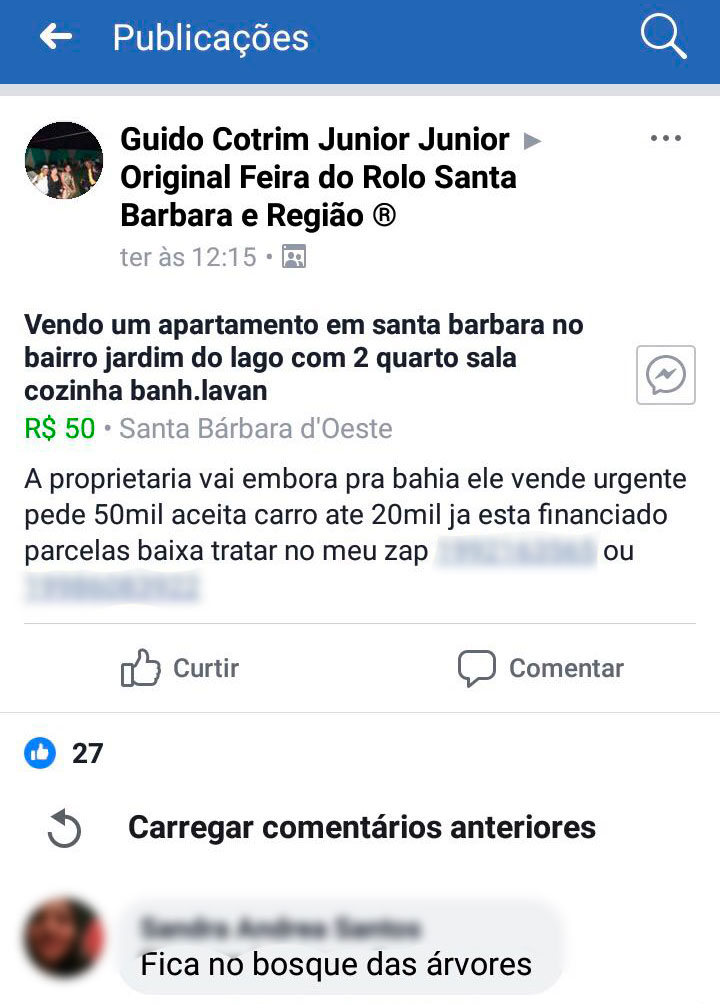 Publicações
Guido Cotrim Junior Junior ▶
Original Feira do Rolo Santa
Barbara e Região ®
ter às 12:15 •
Vendo um apartamento em santa barbara no
bairro jardim do lago com 2 quarto sala
cozinha banh.lavan
R$ 50 • Santa Bárbara d'Oeste
A proprietaria vai embora pra bahia ele vende urgente
pede 50mil aceita carro ate 20mil ja esta financiado
parcelas baixa tratar no meu zap ou
Curtir
Comentar
27
Carregar comentários anteriores
Fica no bosque das árvores